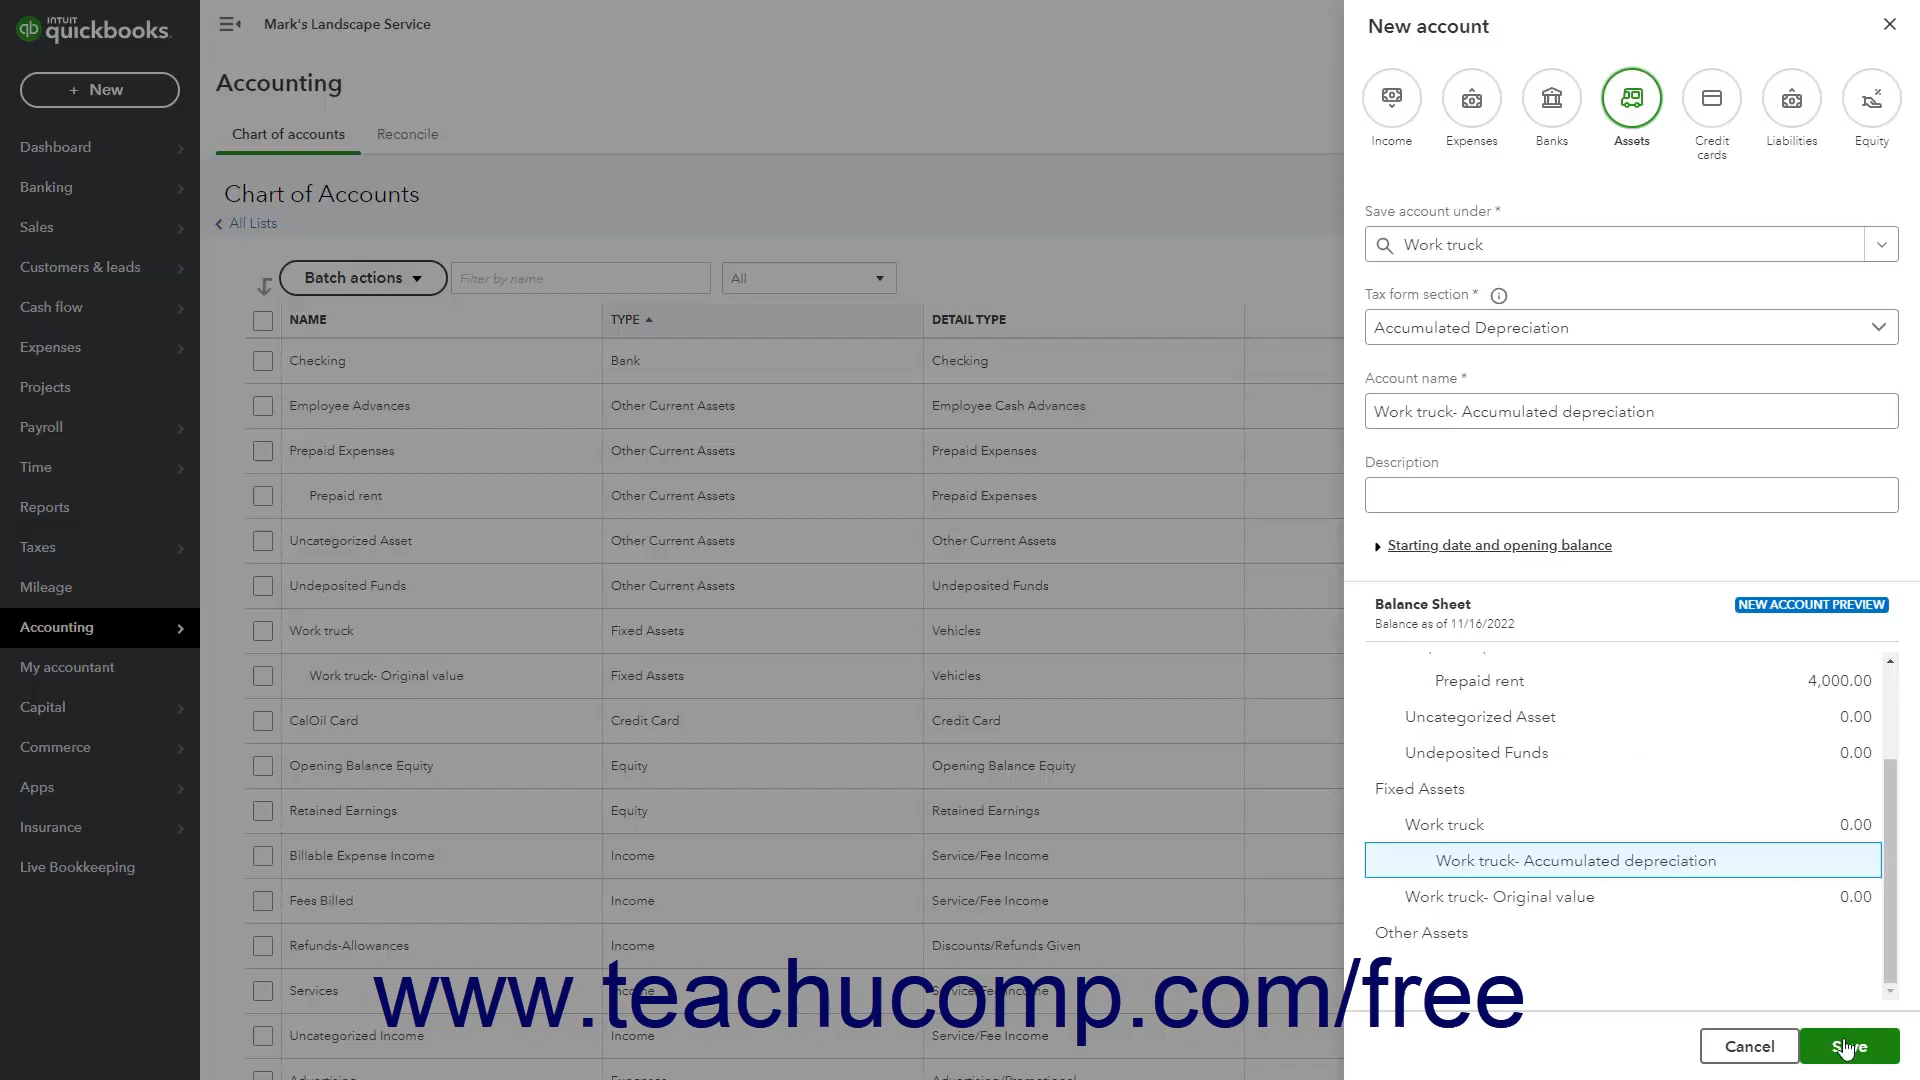 INTUIT
quickbooks.
Mark's Landscape Service
+ New
Dashboard
Banking
Sales
Customers & leads
Cash flow
Expenses
Projects
Payroll
Time
Reports
Taxes
Mileage
Accounting
My accountant
Capital
Commerce
Apps
Insurance
Live Bookkeeping
Accounting
Chart of accounts Reconcile
Chart of Accounts
All Lists
Batch actions Filter by name All
NAME TYPE DETAIL TYPE
Checking Bank Checking
Employee Advances Other Current Assets Employee Cash Advances
Prepaid Expenses Other Current Assets Prepaid Expenses
Prepaid rent Other Current Assets Prepaid Expenses
Uncategorized Asset Other Current Assets Other Current Assets
Undeposited Funds Other Current Assets Undeposited Funds
Work truck Fixed Assets Vehicles
Work truck- Original value Fixed Assets Vehicles
CalOil Card Credit Card Credit Card
Opening Balance Equity Equity Opening Balance Equity
Retained Earnings Equity Retained Earnings
Billable Expense Income Income Service/Fee Income
Fees Billed Income Service/Fee Income
Refunds-Allowances Income Discounts/Refunds Given
Services Income Service/Fee Income
Uncategorized Income Income Service/Fee Income
Advertising Expenses Advertising/Promotional
www.teachucomp.com/free
New account
Income Expenses Banks Assets Credit cards Liabilities Equity
Save account under *
Work truck
Tax form section *
Accumulated Depreciation
Account name *
Work truck- Accumulated depreciation
Description
Starting date and opening balance
Balance Sheet NEW ACCOUNT PREVIEW
Balance as of 11/16/2022
Prepaid rent 4,000.00
Uncategorized Asset 0.00
Undeposited Funds 0.00
Fixed Assets
Work truck 0.00
Work truck- Accumulated depreciation
Work truck- Original value 0.00
Other Assets
Cancel Save